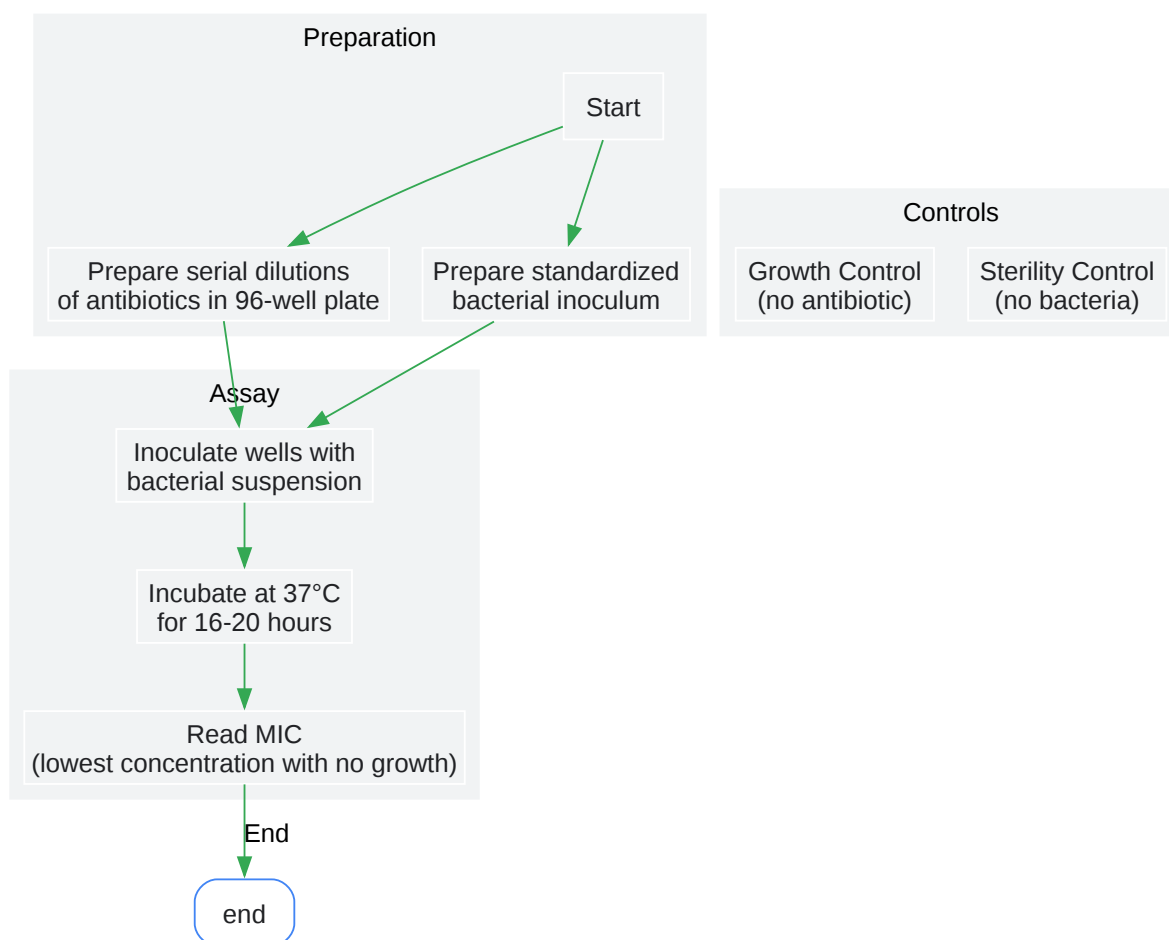 Preparation
Start
Prepare serial dilutions
of antibiotics in 96-well plate
Prepare standardized
bacterial inoculum
Controls
Growth Control
(no antibiotic)
Sterility Control
(no bacteria)
Assay
Inoculate wells with
bacterial suspension
Incubate at 37°C
for 16-20 hours
Read MIC
(lowest concentration with no growth)
End
end